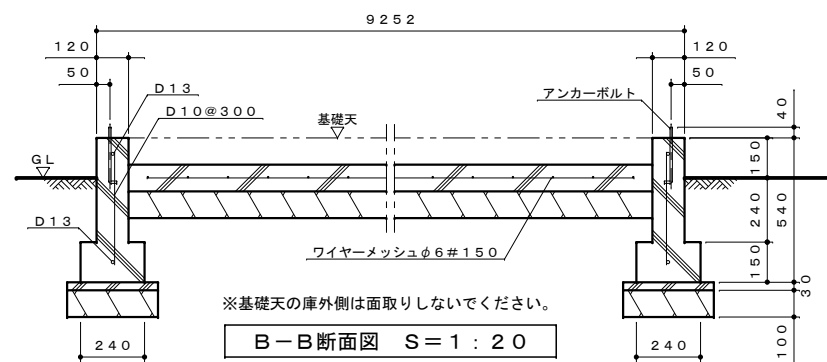 9252
120
120
50
50
D13
アンカーボルト
D10@300
基礎天
40
GL
150
240
540
D13
ワイヤーメッシュφ6#150
150
30
※基礎天の庫外側は面取りしないでください。
B－B断面図　S＝1：20
240
240
100